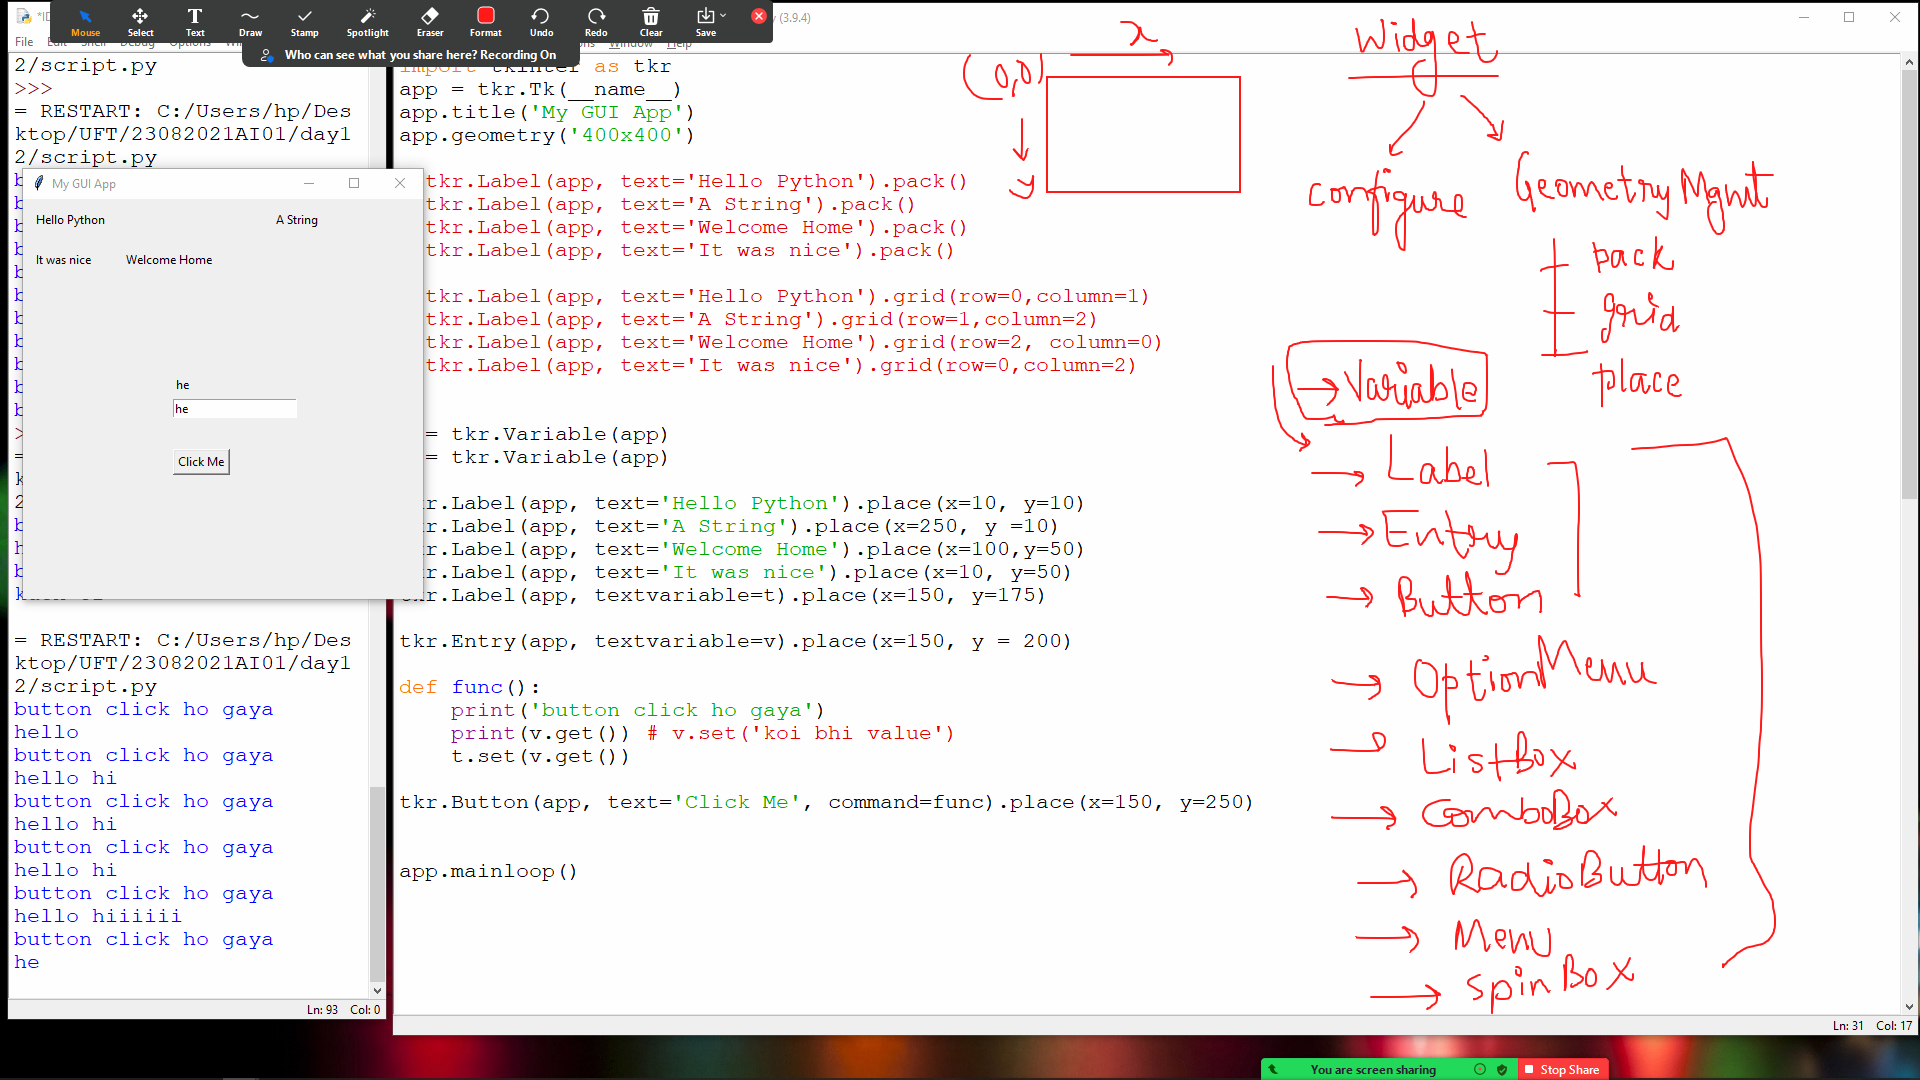 Mouse Select Text Draw Stamp Spotlight Eraser Format Undo Redo Clear Save
Who can see what you share here? Recording On
(3.9.4)
File Edit Shell Debug Options
Window Help
2/script.py
>>>
= RESTART: C:/Users/hp/Des
ktop/UFT/23082021AI01/day1
2/script.py
My GUI App
Hello Python
A String
It was nice
Welcome Home
he
he
Click Me
= RESTART: C:/Users/hp/Des
ktop/UFT/23082021AI01/day1
2/script.py
button click ho gaya
hello
button click ho gaya
hello hi
button click ho gaya
hello hi
button click ho gaya
hello hi
button click ho gaya
hello hiiiiii
button click ho gaya
he
Ln: 93 Col: 0
import tkinter as tkr
app = tkr.Tk(__name__)
app.title('My GUI App')
app.geometry('400x400')
tkr.Label(app, text='Hello Python').pack()
tkr.Label(app, text='A String').pack()
tkr.Label(app, text='Welcome Home').pack()
tkr.Label(app, text='It was nice').pack()
tkr.Label(app, text='Hello Python').grid(row=0,column=1)
tkr.Label(app, text='A String').grid(row=1,column=2)
tkr.Label(app, text='Welcome Home').grid(row=2, column=0)
tkr.Label(app, text='It was nice').grid(row=0,column=2)
= tkr.Variable(app)
= tkr.Variable(app)
kr.Label(app, text='Hello Python').place(x=10, y=10)
r.Label(app, text='A String').place(x=250, y =10)
r.Label(app, text='Welcome Home').place(x=100,y=50)
r.Label(app, text='It was nice').place(x=10, y=50)
tkr.Label(app, textvariable=t).place(x=150, y=175)
tkr.Entry(app, textvariable=v).place(x=150, y = 200)
def func():
print('button click ho gaya')
print(v.get()) # v.set('koi bhi value')
t.set(v.get())
tkr.Button(app, text='Click Me', command=func).place(x=150, y=250)
app.mainloop()
x
(0,0)
y
Widget
configure
GeometryMgmt
pack
grid
place
Variable
Label
Entry
Button
OptionMenu
ListBox
ComboBox
RadioButton
Menu
spinBox
Ln: 31 Col: 17
You are screen sharing
Stop Share